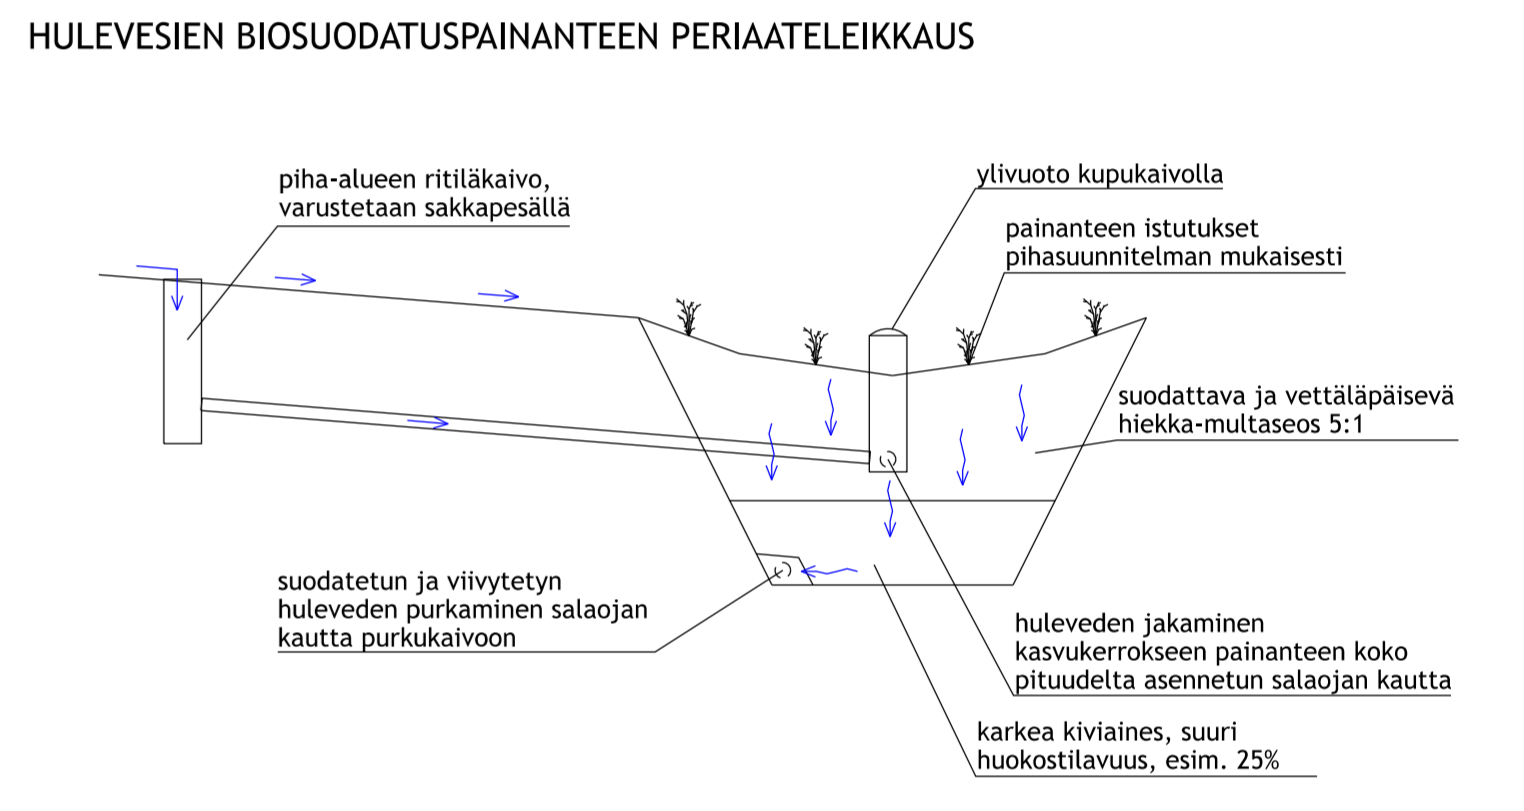 HULEVESIEN BIOSUODATUSPAINANTEEN PERIAATELEIKKAUS
piha-alueen ritiläkaivo,
varustetaan sakkapesällä
ylivuoto kupukaivolla
painanteen istutukset
pihasuunnitelman mukaisesti
suodattava ja vettäläpäisevä
hiekka-multaseos 5:1
suodatetun ja viivytetyn
huleveden purkaminen salaojan
kautta purkukaivoon
huleveden jakaminen
kasvukerrokseen painanteen koko
pituudelta asennetun salaojan kautta
karkea kiviaines, suuri
huokostilavuus, esim. 25%